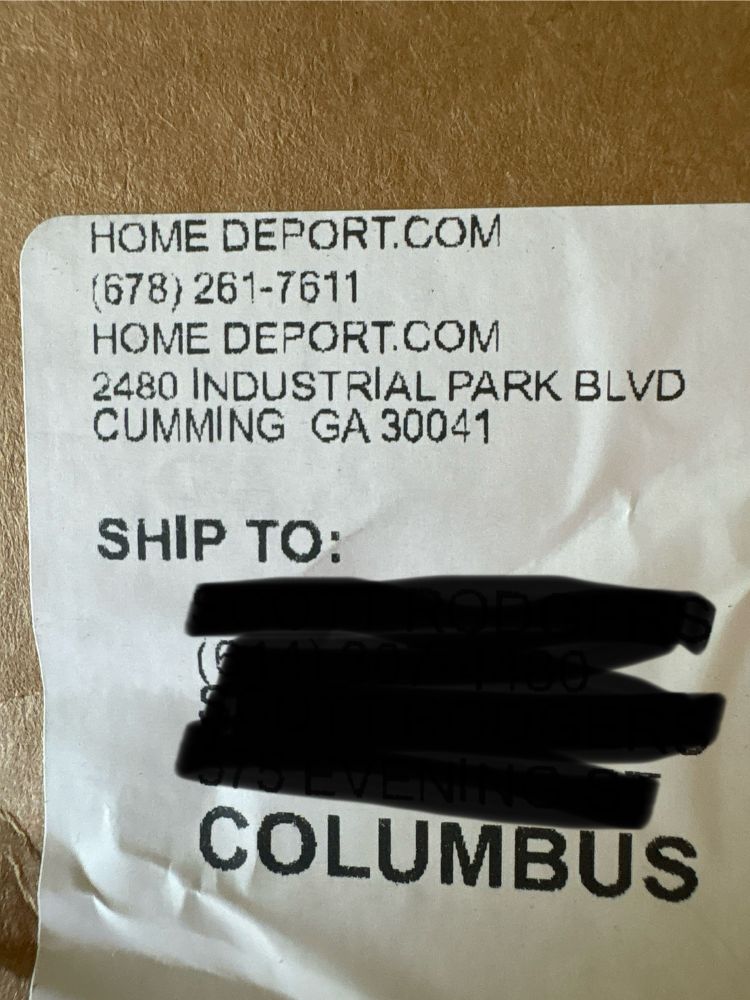 HOME DEPORT.COM
(678) 261-7611
HOME DEPORT.COM
2480 INDUSTRIAL PARK BLVD
CUMMING GA 30041
SHIP TO:
COLUMBUS